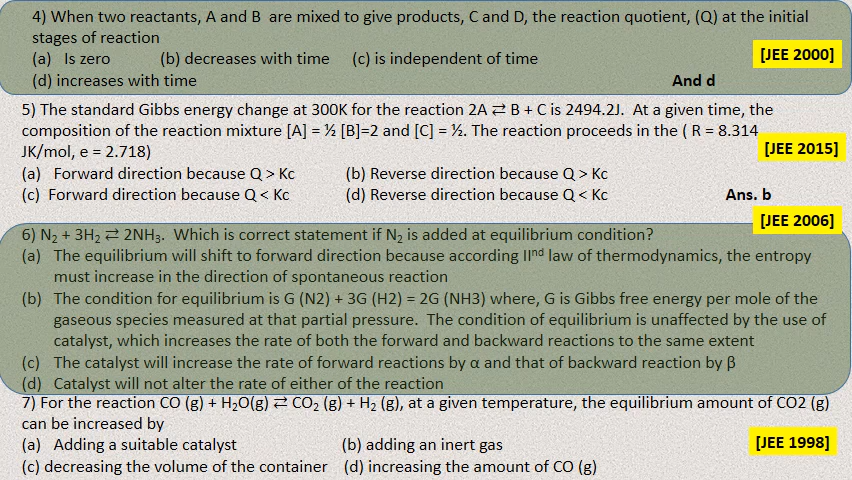 4) When two reactants, A and B are mixed to give products, C and D, the reaction quotient, (Q) at the initial
stages of reaction
(a) Is zero (b) decreases with time (c) is independent of time
[JEE 2000]
(d) increases with time And d
5) The standard Gibbs energy change at 300K for the reaction 2A ⇄ B + C is 2494.2J. At a given time, the
composition of the reaction mixture [A] = ½ [B]=2 and [C] = ½. The reaction proceeds in the ( R = 8.314
JK/mol, e = 2.718)
[JEE 2015]
(a) Forward direction because Q > Kc (b) Reverse direction because Q > Kc
(c) Forward direction because Q < Kc (d) Reverse direction because Q < Kc Ans. b
[JEE 2006]
6) N₂ + 3H₂ ⇄ 2NH₃. Which is correct statement if N₂ is added at equilibrium condition?
(a) The equilibrium will shift to forward direction because according IIⁿᵈ law of thermodynamics, the entropy
must increase in the direction of spontaneous reaction
(b) The condition for equilibrium is G (N2) + 3G (H2) = 2G (NH3) where, G is Gibbs free energy per mole of the
gaseous species measured at that partial pressure. The condition of equilibrium is unaffected by the use of
catalyst, which increases the rate of both the forward and backward reactions to the same extent
(c) The catalyst will increase the rate of forward reactions by α and that of backward reaction by β
(d) Catalyst will not alter the rate of either of the reaction
7) For the reaction CO (g) + H₂O(g) ⇄ CO₂ (g) + H₂ (g), at a given temperature, the equilibrium amount of CO2 (g)
can be increased by
(a) Adding a suitable catalyst (b) adding an inert gas
[JEE 1998]
(c) decreasing the volume of the container (d) increasing the amount of CO (g)